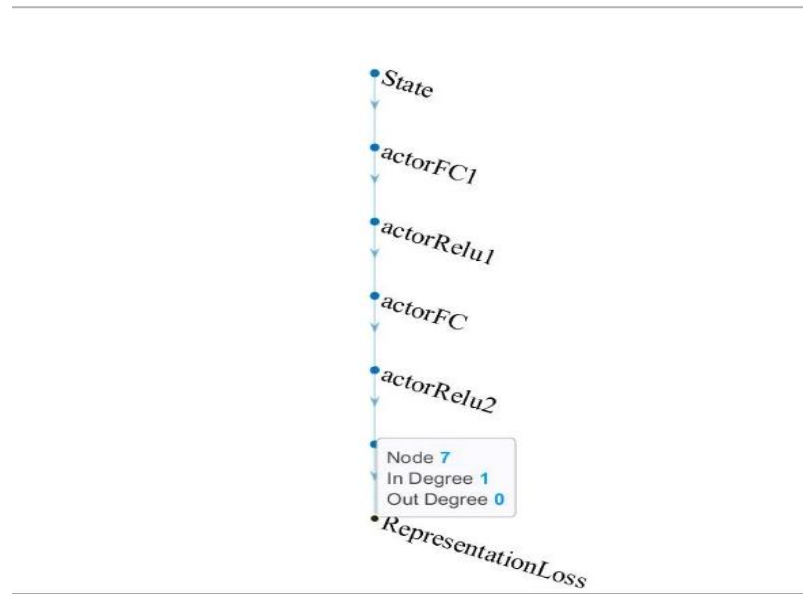 State
actorFC1
actorRelu1
actorFC
actorRelu2
Node 7
In Degree 1
Out Degree 0
RepresentationLoss